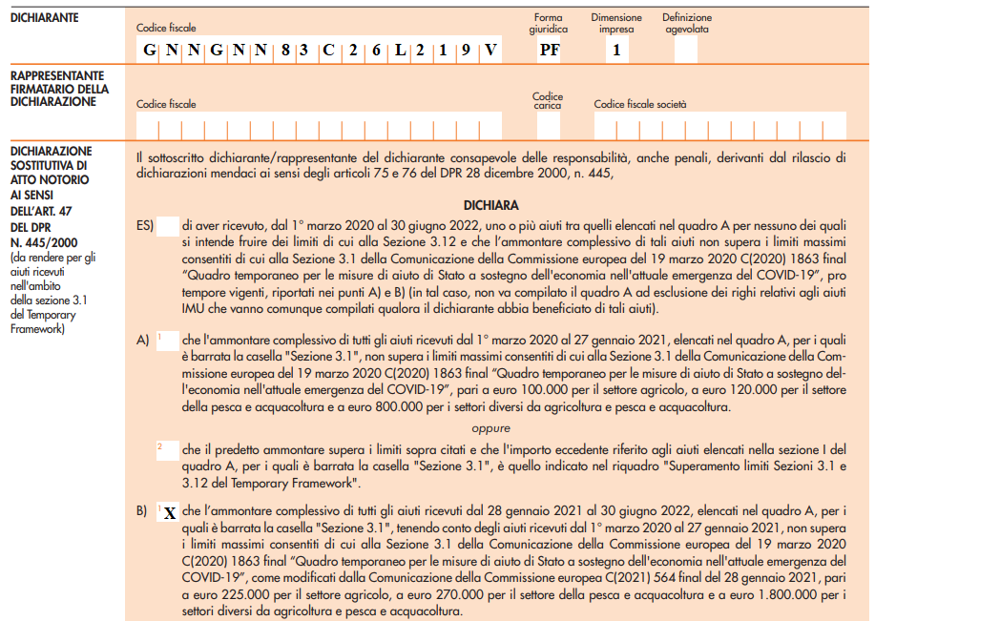 DICHIARANTE
Codice fiscale
Forma giuridica
Dimensione impresa
Definizione agevolata
G N N G N N 8 3 C 2 6 L 2 1 9 V
PF
1
RAPPRESENTANTE
FIRMATARIO DELLA
DICHIARAZIONE
Codice fiscale
Codice carica
Codice fiscale società
DICHIARAZIONE
SOSTITUTIVA DI
ATTO NOTORIO
AI SENSI
DELL'ART. 47
DEL DPR
N. 445/2000
(da rendere per gli
aiuti ricevuti
nell'ambito
della sezione 3.1
del Temporary
Framework)
Il sottoscritto dichiarante/rappresentante del dichiarante consapevole delle responsabilità, anche penali, derivanti dal rilascio di
dichiarazioni mendaci ai sensi degli articoli 75 e 76 del DPR 28 dicembre 2000, n. 445,
DICHIARA
ES) di aver ricevuto, dal 1° marzo 2020 al 30 giugno 2022, uno o più aiuti tra quelli elencati nel quadro A per nessuno dei quali
si intende fruire dei limiti di cui alla Sezione 3.12 e che l'ammontare complessivo di tali aiuti non supera i limiti massimi
consentiti di cui alla Sezione 3.1 della Comunicazione della Commissione europea del 19 marzo 2020 C(2020) 1863 final
"Quadro temporaneo per le misure di aiuto di Stato a sostegno dell'economia nell'attuale emergenza del COVID-19", pro
tempore vigenti, riportati nei punti A) e B) (in tal caso, non va compilato il quadro A ad esclusione dei righi relativi agli aiuti
IMU che vanno comunque compilati qualora il dichiarante abbia beneficiato di tali aiuti).
A) 1 che l'ammontare complessivo di tutti gli aiuti ricevuti dal 1° marzo 2020 al 27 gennaio 2021, elencati nel quadro A, per i quali
è barrata la casella "Sezione 3.1", non supera i limiti massimi consentiti di cui alla Sezione 3.1 della Comunicazione della Com-
missione europea del 19 marzo 2020 C(2020) 1863 final "Quadro temporaneo per le misure di aiuto di Stato a sostegno del-
l'economia nell'attuale emergenza del COVID-19", pari a euro 100.000 per il settore agricolo, a euro 120.000 per il settore
della pesca e acquacoltura e a euro 800.000 per i settori diversi da agricoltura e pesca e acquacoltura.
oppure
2 che il predetto ammontare supera i limiti sopra citati e che l'importo eccedente riferito agli aiuti elencati nella sezione I del
quadro A, per i quali è barrata la casella "Sezione 3.1", è quello indicato nel riquadro "Superamento limiti Sezioni 3.1 e
3.12 del Temporary Framework".
B) 1 X che l'ammontare complessivo di tutti gli aiuti ricevuti dal 28 gennaio 2021 al 30 giugno 2022, elencati nel quadro A, per i
quali è barrata la casella "Sezione 3.1", tenendo conto degli aiuti ricevuti dal 1° marzo 2020 al 27 gennaio 2021, non supera
i limiti massimi consentiti di cui alla Sezione 3.1 della Comunicazione della Commissione europea del 19 marzo 2020
C(2020) 1863 final "Quadro temporaneo per le misure di aiuto di Stato a sostegno dell'economia nell'attuale emergenza del
COVID-19", come modificati dalla Comunicazione della Commissione europea C(2021) 564 final del 28 gennaio 2021, pari
a euro 225.000 per il settore agricolo, a euro 270.000 per il settore della pesca e acquacoltura e a euro 1.800.000 per i
settori diversi da agricoltura e pesca e acquacoltura.